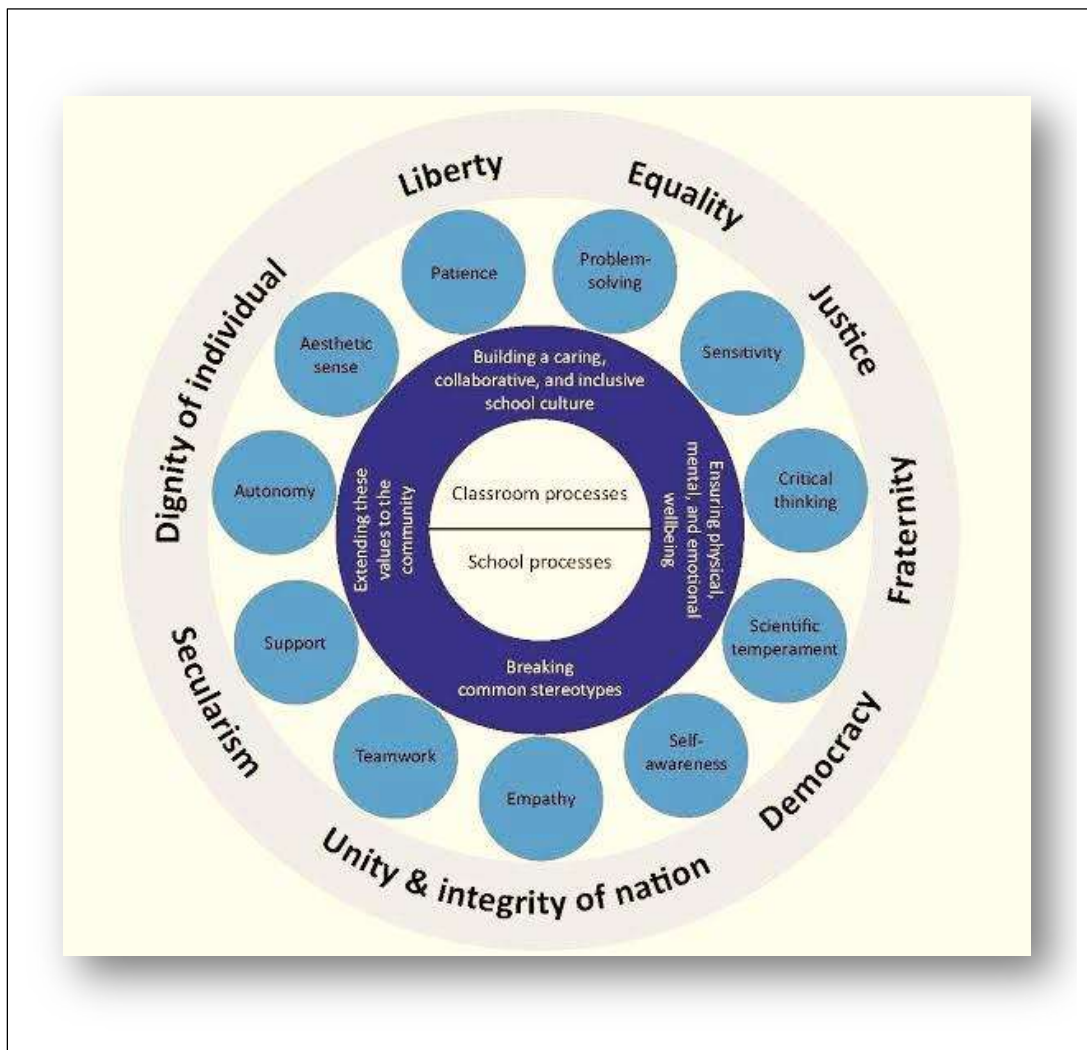 Liberty
Equality
Justice
Fraternity
Democracy
Unity & integrity of nation
Secularism
Dignity of individual
Patience
Problem-
solving
Sensitivity
Critical
thinking
Scientific
temperament
Self-
awareness
Empathy
Teamwork
Support
Autonomy
Aesthetic
sense
Building a caring,
collaborative, and inclusive
school culture
Ensuring physical,
mental, and emotional
wellbeing
Breaking
common stereotypes
Extending these
values to the
community
Classroom processes
School processes